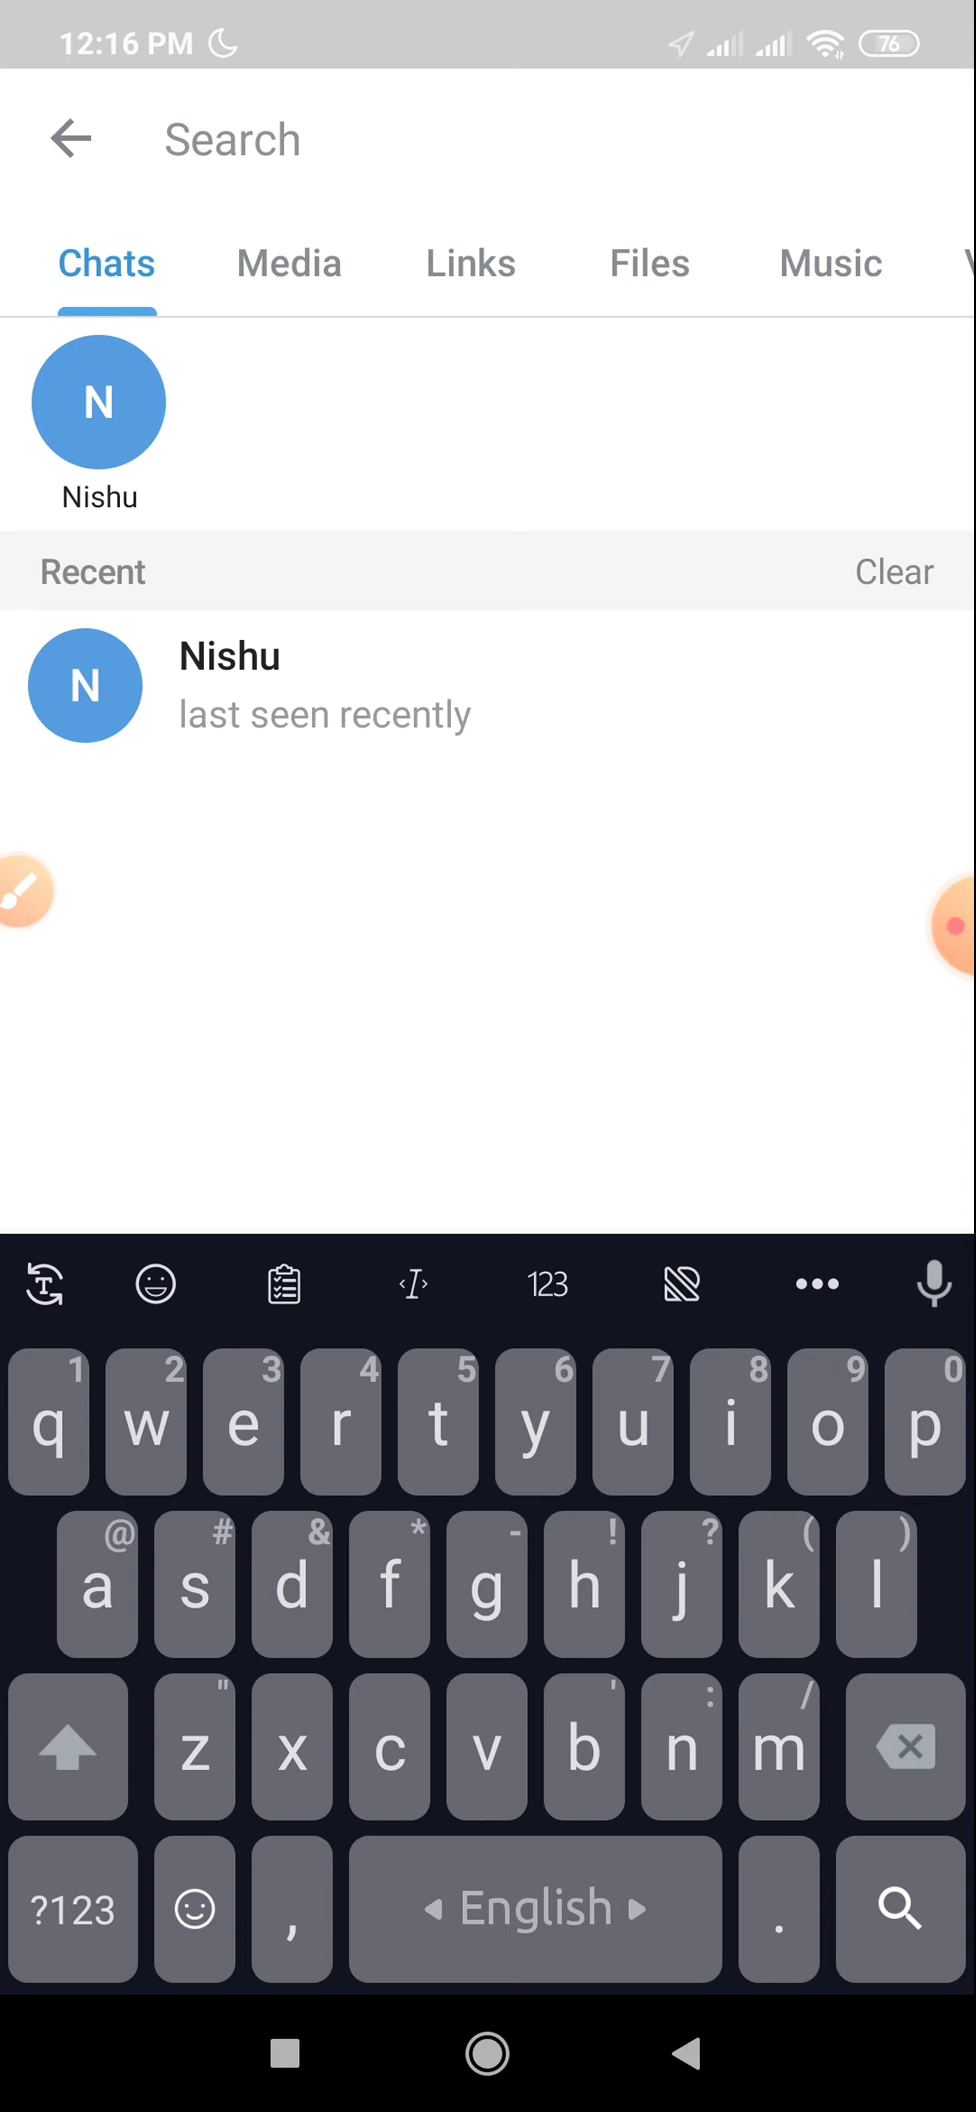 12:16 PM 76
Search
Chats Media Links Files Music
N
Nishu
Recent Clear
N
Nishu
last seen recently
123
1 2 3 4 5 6 7 8 9 0
q w e r t y u i o p
@ # & * - ! ? ( )
a s d f g h j k l
" ' : /
z x c v b n m
?123 , English .